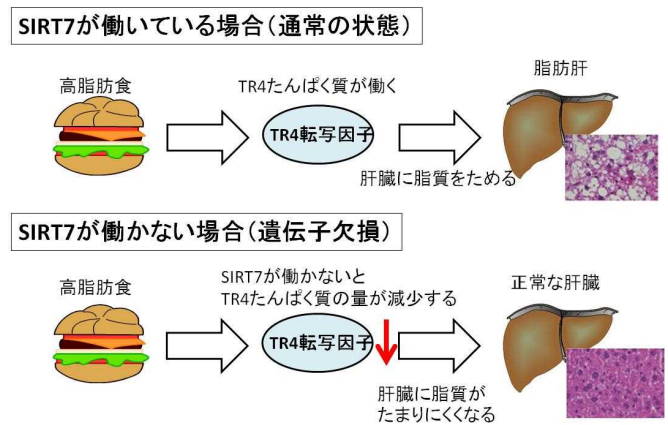 SIRT7が働いている場合（通常の状態）
高脂肪食
TR4たんぱく質が働く
脂肪肝
TR4転写因子
肝臓に脂質をためる
SIRT7が働かない場合（遺伝子欠損）
高脂肪食
SIRT7が働かないと
TR4たんぱく質の量が減少する
正常な肝臓
TR4転写因子
肝臓に脂質が
たまりにくくなる